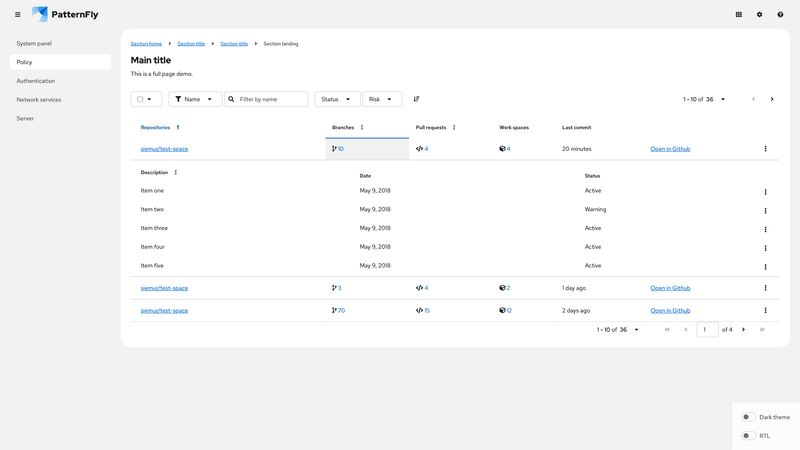 PatternFly
System panel
Policy
Authentication
Network services
Server
Section home
Section title
Section title
Section landing
Main title
This is a full page demo.
Name
Filter by name
Status
Risk
1 - 10 of 36
Repositories
Branches
Pull requests
Work spaces
Last commit
siemur/test-space
10
4
4
20 minutes
Open in Github
Description
Date
Status
Item one
May 9, 2018
Active
Item two
May 9, 2018
Warning
Item three
May 9, 2018
Active
Item four
May 9, 2018
Active
Item five
May 9, 2018
Active
siemur/test-space
3
4
2
1 day ago
Open in Github
siemur/test-space
70
15
12
2 days ago
Open in Github
1 - 10 of 36
1
of 4
Dark theme
RTL